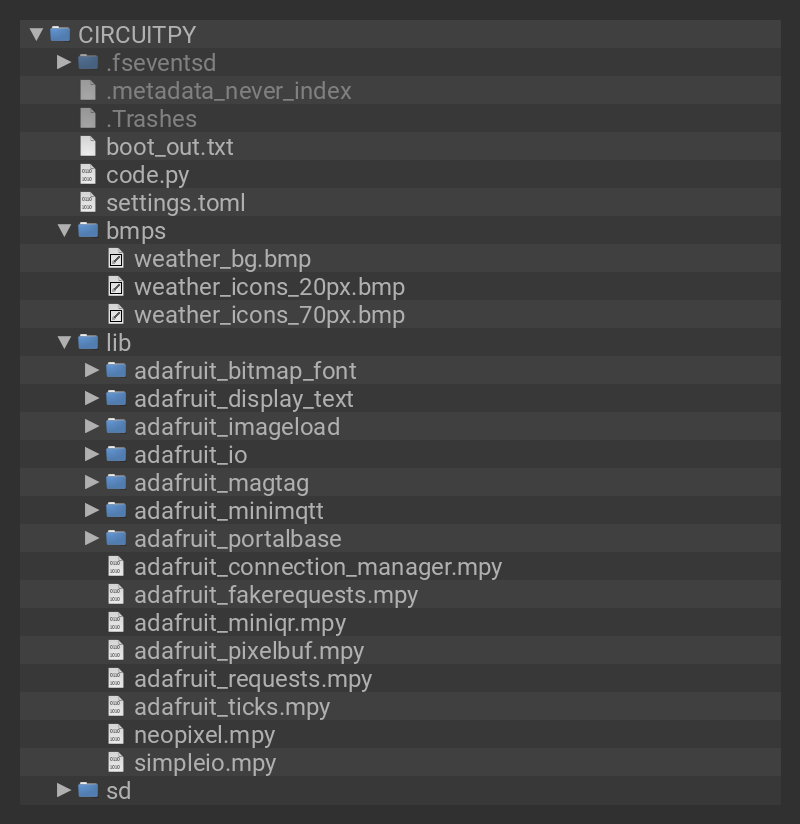 CIRCUITPY
.fseventsd
.metadata_never_index
.Trashes
boot_out.txt
code.py
settings.toml
bmps
weather_bg.bmp
weather_icons_20px.bmp
weather_icons_70px.bmp
lib
adafruit_bitmap_font
adafruit_display_text
adafruit_imageload
adafruit_io
adafruit_magtag
adafruit_minimqtt
adafruit_portalbase
adafruit_connection_manager.mpy
adafruit_fakerequests.mpy
adafruit_miniqr.mpy
adafruit_pixelbuf.mpy
adafruit_requests.mpy
adafruit_ticks.mpy
neopixel.mpy
simpleio.mpy
sd